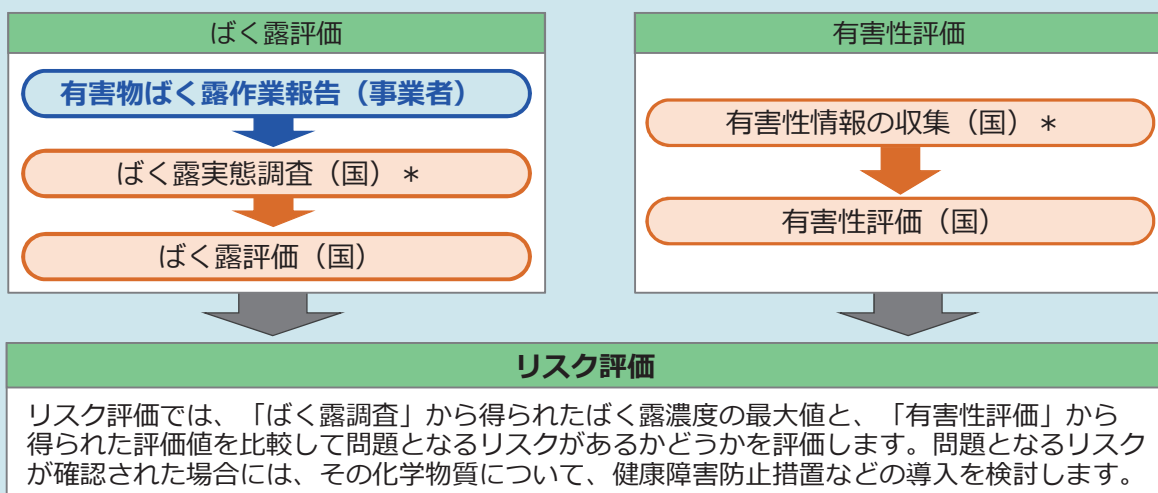 ばく露評価
有害物ばく露作業報告（事業者）
ばく露実態調査（国）＊
ばく露評価（国）
有害性評価
有害性情報の収集（国）＊
有害性評価（国）
リスク評価
リスク評価では、「ばく露調査」から得られたばく露濃度の最大値と、「有害性評価」から
得られた評価値を比較して問題となるリスクがあるかどうかを評価します。問題となるリスク
が確認された場合には、その化学物質について、健康障害防止措置などの導入を検討します。